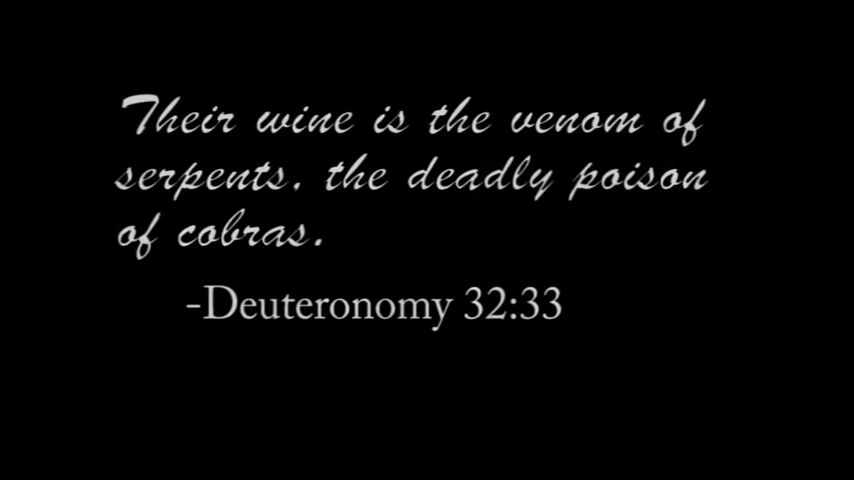 Their wine is the venom of
serpents, the deadly poison
of cobras.
-Deuteronomy 32:33